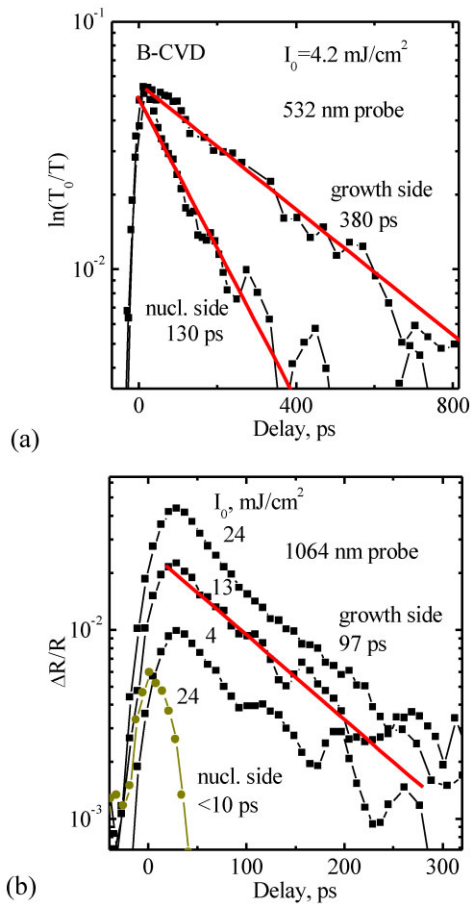 10⁻¹
B-CVD
I₀=4.2 mJ/cm²
532 nm probe
ln(T₀/T)
growth side
380 ps
10⁻²
nucl. side
130 ps
0
400
800
Delay, ps
(a)
I₀, mJ/cm²
24
1064 nm probe
13
growth side
97 ps
ΔR/R
10⁻²
4
24
nucl. side
<10 ps
10⁻³
0
100
200
300
Delay, ps
(b)